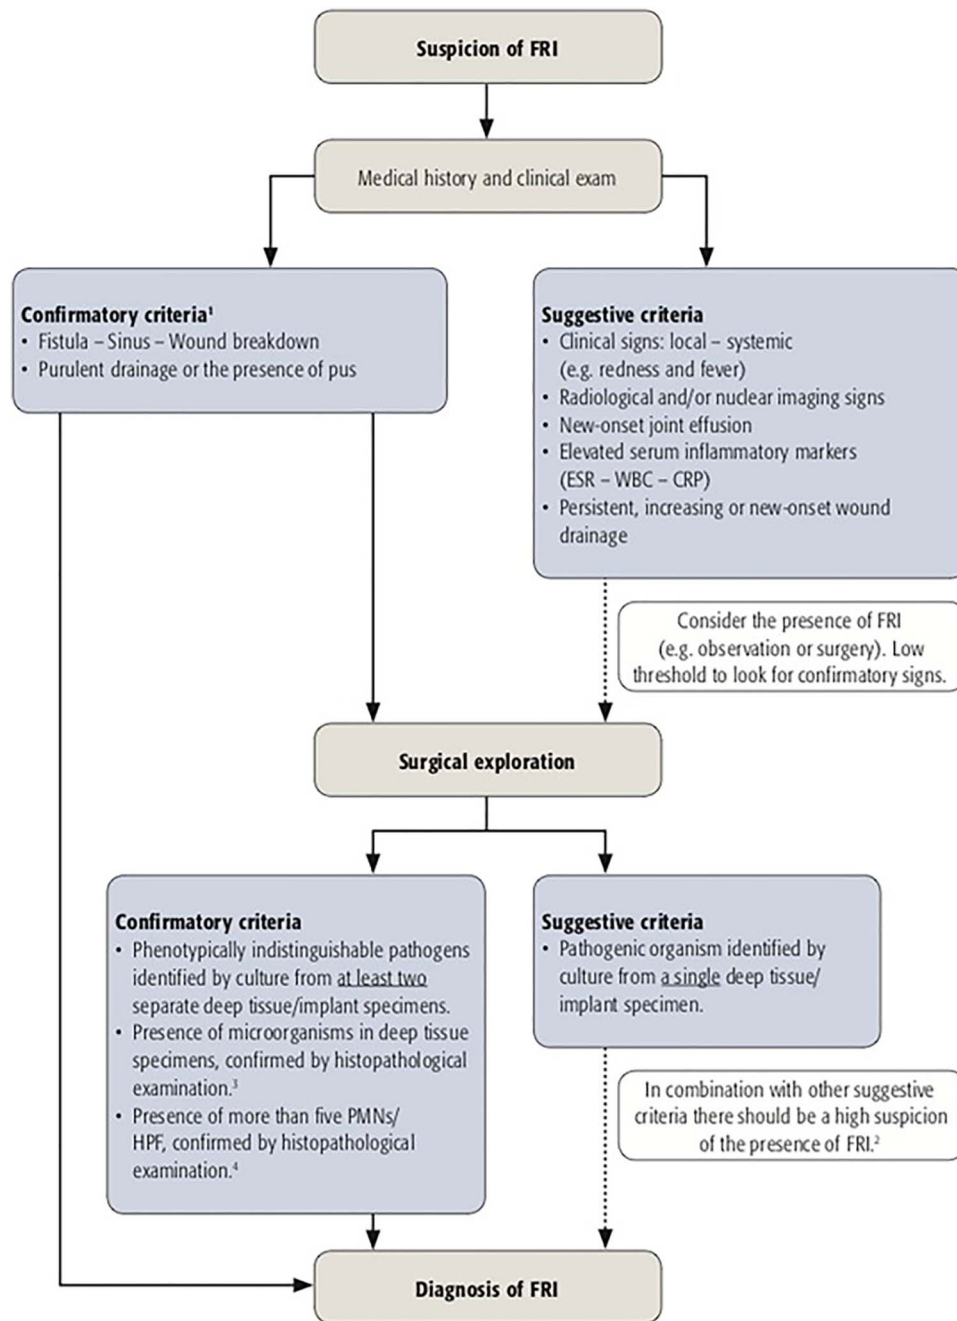 Suspicion of FRI
Medical history and clinical exam
Confirmatory criteria¹
• Fistula – Sinus – Wound breakdown
• Purulent drainage or the presence of pus
Suggestive criteria
• Clinical signs: local – systemic
(e.g. redness and fever)
• Radiological and/or nuclear imaging signs
• New-onset joint effusion
• Elevated serum inflammatory markers
(ESR – WBC – CRP)
• Persistent, increasing or new-onset wound
drainage
Consider the presence of FRI
(e.g. observation or surgery). Low
threshold to look for confirmatory signs.
Surgical exploration
Confirmatory criteria
• Phenotypically indistinguishable pathogens
identified by culture from at least two
separate deep tissue/implant specimens.
• Presence of microorganisms in deep tissue
specimens, confirmed by histopathological
examination.³
• Presence of more than five PMNs/
HPF, confirmed by histopathological
examination.⁴
Suggestive criteria
• Pathogenic organism identified by
culture from a single deep tissue/
implant specimen.
In combination with other suggestive
criteria there should be a high suspicion
of the presence of FRI.²
Diagnosis of FRI